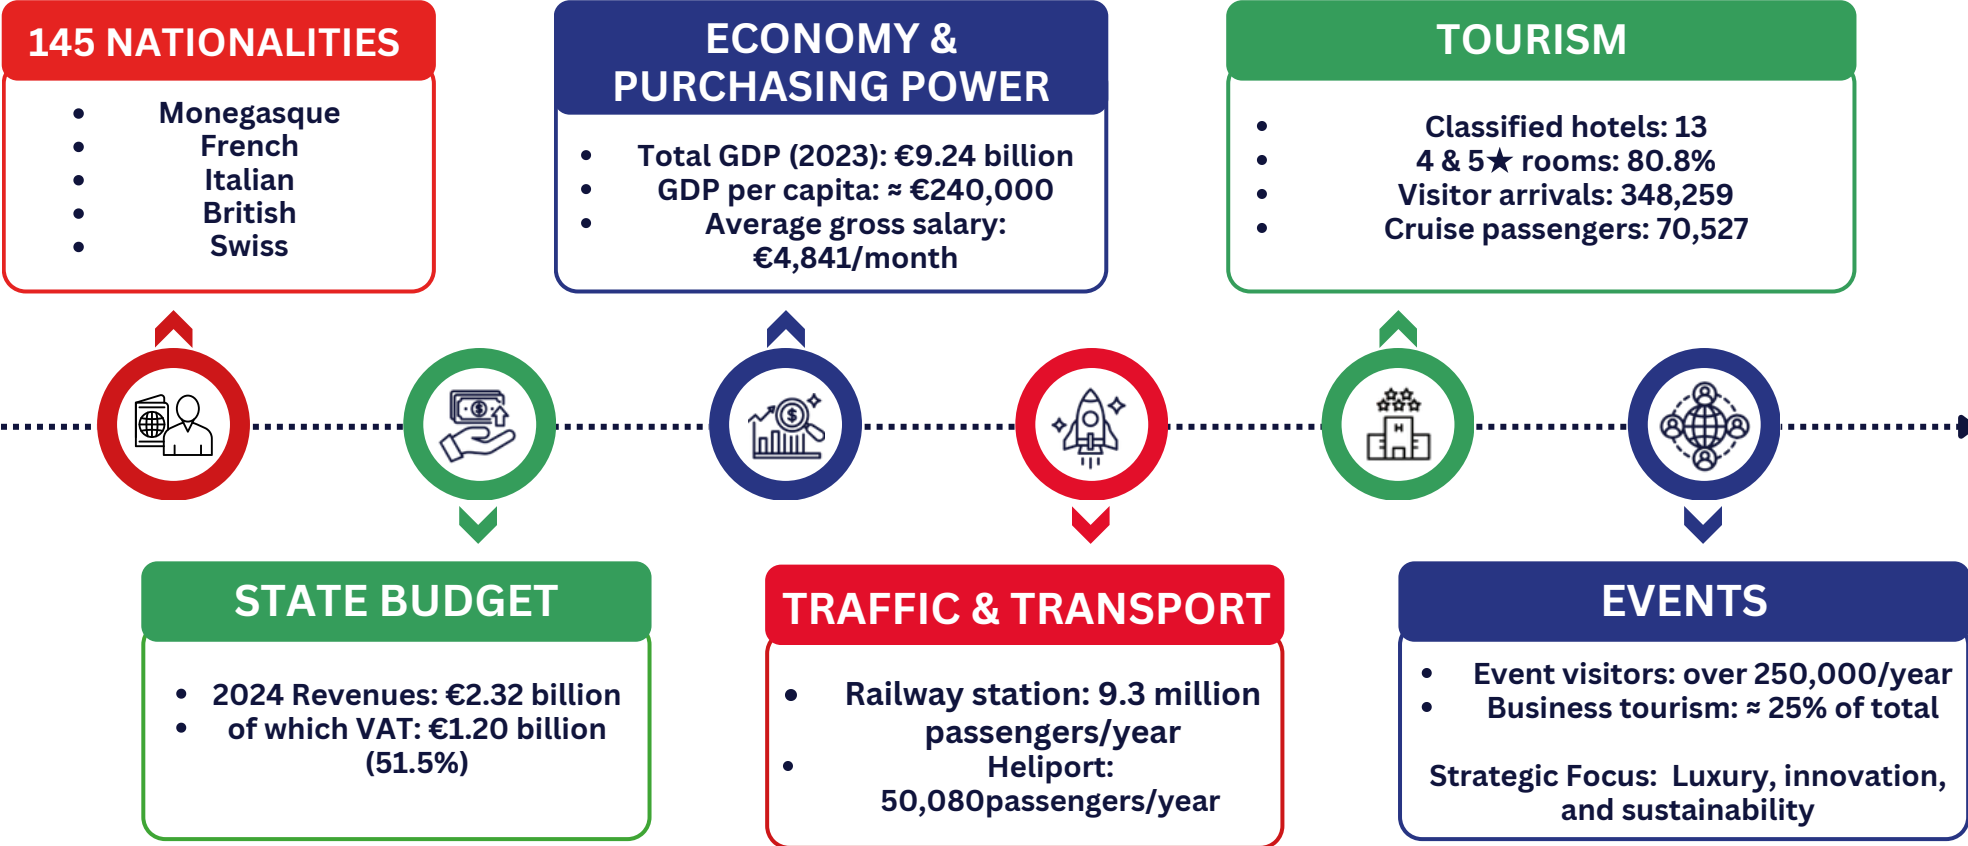 145 NATIONALITIES
• Monegasque
• French
• Italian
• British
• Swiss
ECONOMY &
PURCHASING POWER
• Total GDP (2023): €9.24 billion
• GDP per capita: ≈ €240,000
• Average gross salary:
€4,841/month
TOURISM
• Classified hotels: 13
• 4 & 5★ rooms: 80.8%
• Visitor arrivals: 348,259
• Cruise passengers: 70,527
STATE BUDGET
• 2024 Revenues: €2.32 billion
• of which VAT: €1.20 billion
(51.5%)
TRAFFIC & TRANSPORT
• Railway station: 9.3 million
passengers/year
• Heliport:
50,080passengers/year
EVENTS
• Event visitors: over 250,000/year
• Business tourism: ≈ 25% of total
Strategic Focus:  Luxury, innovation,
and sustainability